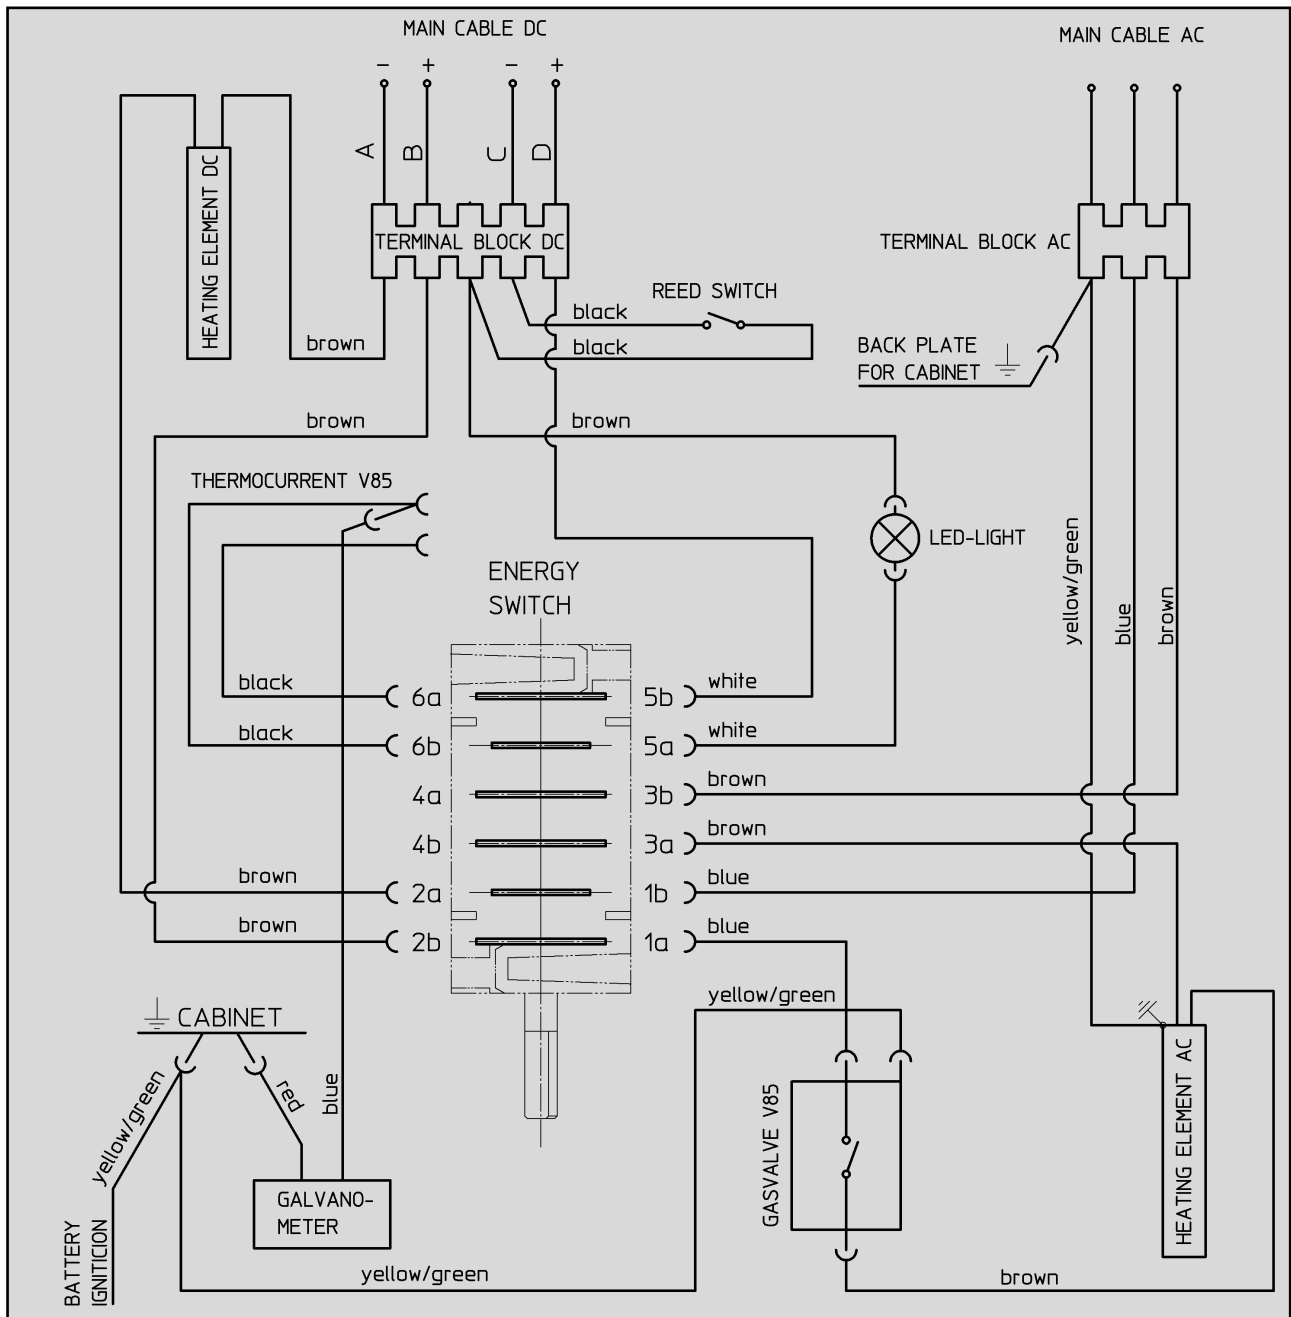 MAIN CABLE DC
MAIN CABLE AC
- + - +
A B C D
HEATING ELEMENT DC
TERMINAL BLOCK DC
TERMINAL BLOCK AC
REED SWITCH
black
brown
black
BACK PLATE
FOR CABINET
brown
brown
THERMOCURRENT V85
LED-LIGHT
yellow/green
blue
brown
ENERGY
SWITCH
black
6a
5b
white
black
6b
5a
white
4a
3b
brown
4b
3a
brown
brown
2a
1b
blue
brown
2b
1a
blue
yellow/green
CABINET
yellow/green
red
blue
GASVALVE V85
HEATING ELEMENT AC
GALVANO-
METER
BATTERY
IGNITICION
yellow/green
brown